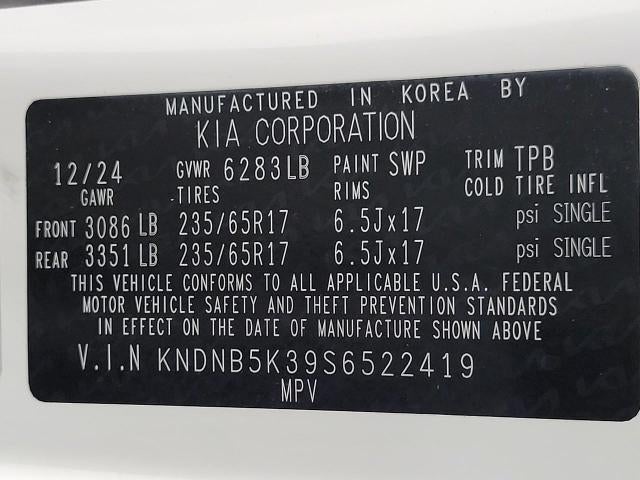 MANUFACTURED IN KOREA BY
KIA CORPORATION
12/24 GVWR 6283LB PAINT SWP TRIM TPB
GAWR TIRES RIMS COLD TIRE INFL
FRONT 3086 LB 235/65R17 6.5Jx17 psi SINGLE
REAR 3351 LB 235/65R17 6.5Jx17 psi SINGLE
THIS VEHICLE CONFORMS TO ALL APPLICABLE U.S.A. FEDERAL
MOTOR VEHICLE SAFETY AND THEFT PREVENTION STANDARDS
IN EFFECT ON THE DATE OF MANUFACTURE SHOWN ABOVE
V.I.N KNDNB5K39S6522419
MPV